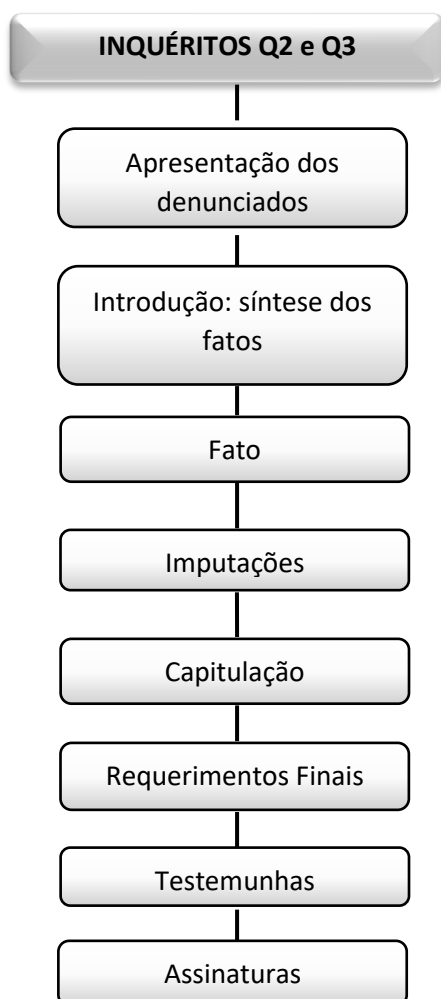 INQUÉRITOS Q2 e Q3
Apresentação dos
denunciados
Introdução: síntese dos
fatos
Fato
Imputações
Capitulação
Requerimentos Finais
Testemunhas
Assinaturas